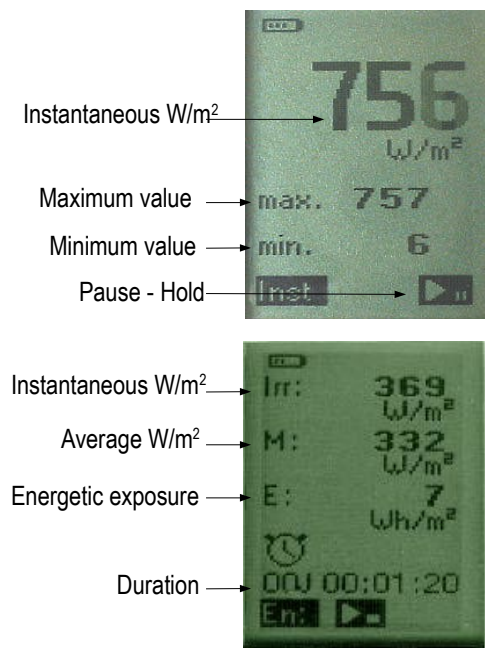 756
Instantaneous W/m²
W/m²
Maximum value
max. 757
Minimum value
min. 6
Pause - Hold
Inst
Instantaneous W/m²
Irr: 369
W/m²
Average W/m²
M: 332
W/m²
Energetic exposure
E: 7
Wh/m²
Duration
00J 00:01:20
En: